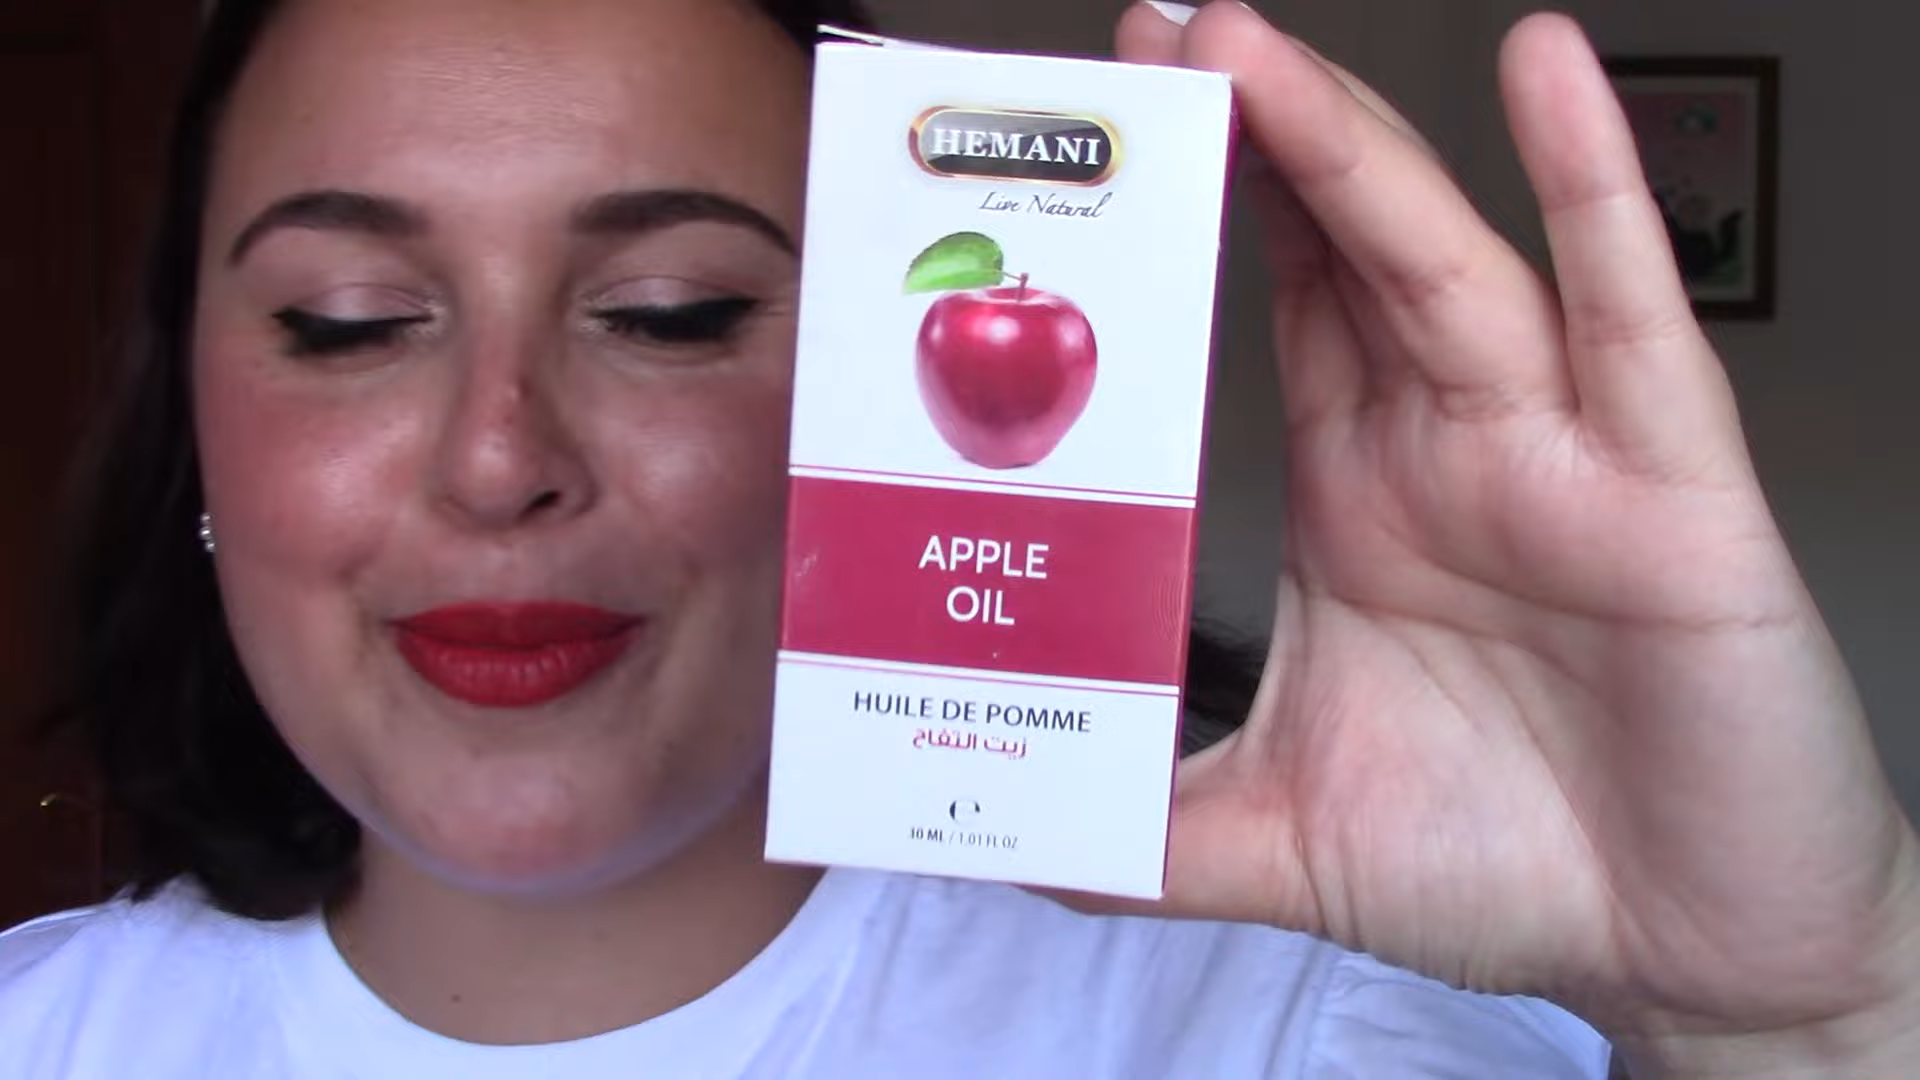 HEMANI
Live Natural
APPLE
OIL
HUILE DE POMME
زيت التفاح
℮
30 ML / 1.01 FL OZ